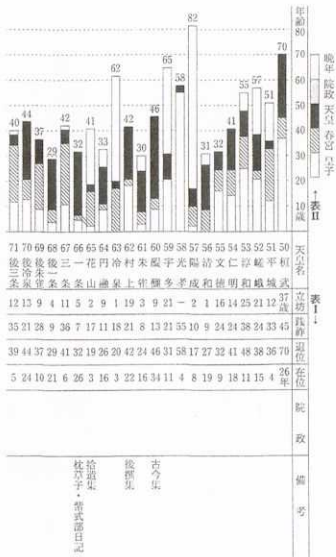 晩年 院政 天皇 春宮 皇子
↑表II
表I↓
年齢 80 70 60 50 40 30 20 10歳 天皇名 立坊 践祚 退位 在位 院政 備考
70 50 桓武 37歳 45 70 26年
51 51 平城 12 33 36 4
57 52 嵯峨 21 24 38 15
55 53 淳和 25 38 48 11
41 54 仁明 14 24 41 18
32 55 文徳 16 24 32 9
31 56 清和 1 9 27 19
82 57 陽成 2 10 17 8
58 58 光孝 — 55 58 4
65 59 宇多 21 21 31 11
46 60 醍醐 9 13 46 34 古今集
30 61 朱雀 3 8 24 16
42 62 村上 19 21 42 22 後撰集
62 63 冷泉 1 18 20 3
33 64 円融 9 11 26 16
41 65 花山 2 17 19 3 拾遺集
32 66 一条 5 7 32 26 枕草子・紫式部日記
42 67 三条 11 36 41 6
29 68 後一条 4 9 29 21
37 69 後朱雀 9 28 37 10
44 70 後冷泉 13 21 44 24
40 71 後三条 12 35 39 5